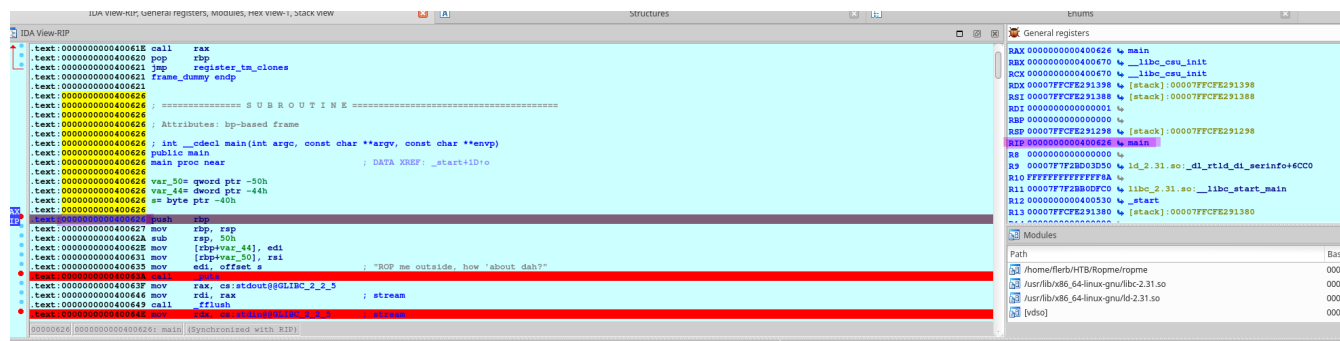 IDA View-RIP, General registers, Modules, Hex View-1, Stack view
Structures
Enums
IDA View-RIP
.text:000000000040061E call rax
.text:0000000000400620 pop rbp
.text:0000000000400621 jmp register_tm_clones
.text:0000000000400621 frame_dummy endp
.text:0000000000400621
.text:0000000000400626
.text:0000000000400626 ; =============== S U B R O U T I N E =======================================
.text:0000000000400626
.text:0000000000400626 ; Attributes: bp-based frame
.text:0000000000400626
.text:0000000000400626 ; int __cdecl main(int argc, const char **argv, const char **envp)
.text:0000000000400626 public main
.text:0000000000400626 main proc near ; DATA XREF: _start+1D↑o
.text:0000000000400626
.text:0000000000400626 var_50= qword ptr -50h
.text:0000000000400626 var_44= dword ptr -44h
.text:0000000000400626 s= byte ptr -40h
.text:0000000000400626
.text:0000000000400626 push rbp
.text:0000000000400627 mov rbp, rsp
.text:000000000040062A sub rsp, 50h
.text:000000000040062E mov [rbp+var_44], edi
.text:0000000000400631 mov [rbp+var_50], rsi
.text:0000000000400635 mov edi, offset s ; "ROP me outside, how 'about dah?"
.text:000000000040063A call _puts
.text:000000000040063F mov rax, cs:stdout@@GLIBC_2_2_5
.text:0000000000400646 mov rdi, rax ; stream
.text:0000000000400649 call _fflush
.text:000000000040064E mov rdx, cs:stdin@@GLIBC_2_2_5 ; stream
00000626 0000000000400626: main (Synchronized with RIP)
General registers
RAX 0000000000400626 main
RBX 0000000000400670 __libc_csu_init
RCX 0000000000400670 __libc_csu_init
RDX 00007FFCFE291398 [stack]:00007FFCFE291398
RSI 00007FFCFE291388 [stack]:00007FFCFE291388
RDI 0000000000000001
RBP 0000000000000000
RSP 00007FFCFE291298 [stack]:00007FFCFE291298
RIP 0000000000400626 main
R8 0000000000000000
R9 00007F7F2BD03D50 ld_2.31.so:_dl_rtld_di_serinfo+6CC0
R10 FFFFFFFFFFFFFF8A
R11 00007F7F2BB0DFC0 libc_2.31.so:__libc_start_main
R12 0000000000400530 _start
R13 00007FFCFE291380 [stack]:00007FFCFE291380
Modules
Path Bas
/home/flerb/HTB/Ropme/ropme 000
/usr/lib/x86_64-linux-gnu/libc-2.31.so 000
/usr/lib/x86_64-linux-gnu/ld-2.31.so 000
[vdso] 000